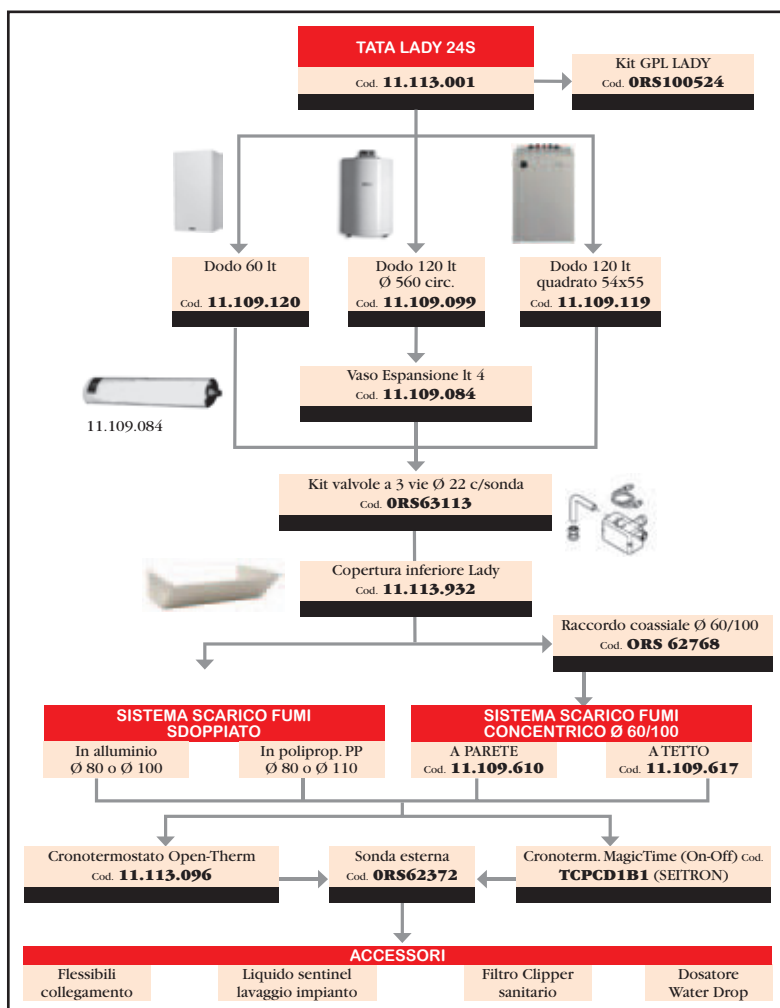 TATA LADY 24S
Cod. 11.113.001
Kit GPL LADY
Cod. 0RS100524
Dodo 60 lt
Cod. 11.109.120
Dodo 120 lt
Ø 560 circ.
Cod. 11.109.099
Dodo 120 lt
quadrato 54x55
Cod. 11.109.119
Vaso Espansione lt 4
Cod. 11.109.084
11.109.084
Kit valvole a 3 vie Ø 22 c/sonda
Cod. 0RS63113
Copertura inferiore Lady
Cod. 11.113.932
Raccordo coassiale Ø 60/100
Cod. ORS 62768
SISTEMA SCARICO FUMI
SDOPPIATO
In alluminio
Ø 80 o Ø 100
In poliprop. PP
Ø 80 o Ø 110
SISTEMA SCARICO FUMI
CONCENTRICO Ø 60/100
A PARETE
Cod. 11.109.610
A TETTO
Cod. 11.109.617
Cronotermostato Open-Therm
Cod. 11.113.096
Sonda esterna
Cod. 0RS62372
Cronoterm. MagicTime (On-Off) Cod.
TCPCD1B1 (SEITRON)
ACCESSORI
Flessibili
collegamento
Liquido sentinel
lavaggio impianto
Filtro Clipper
sanitario
Dosatore
Water Drop